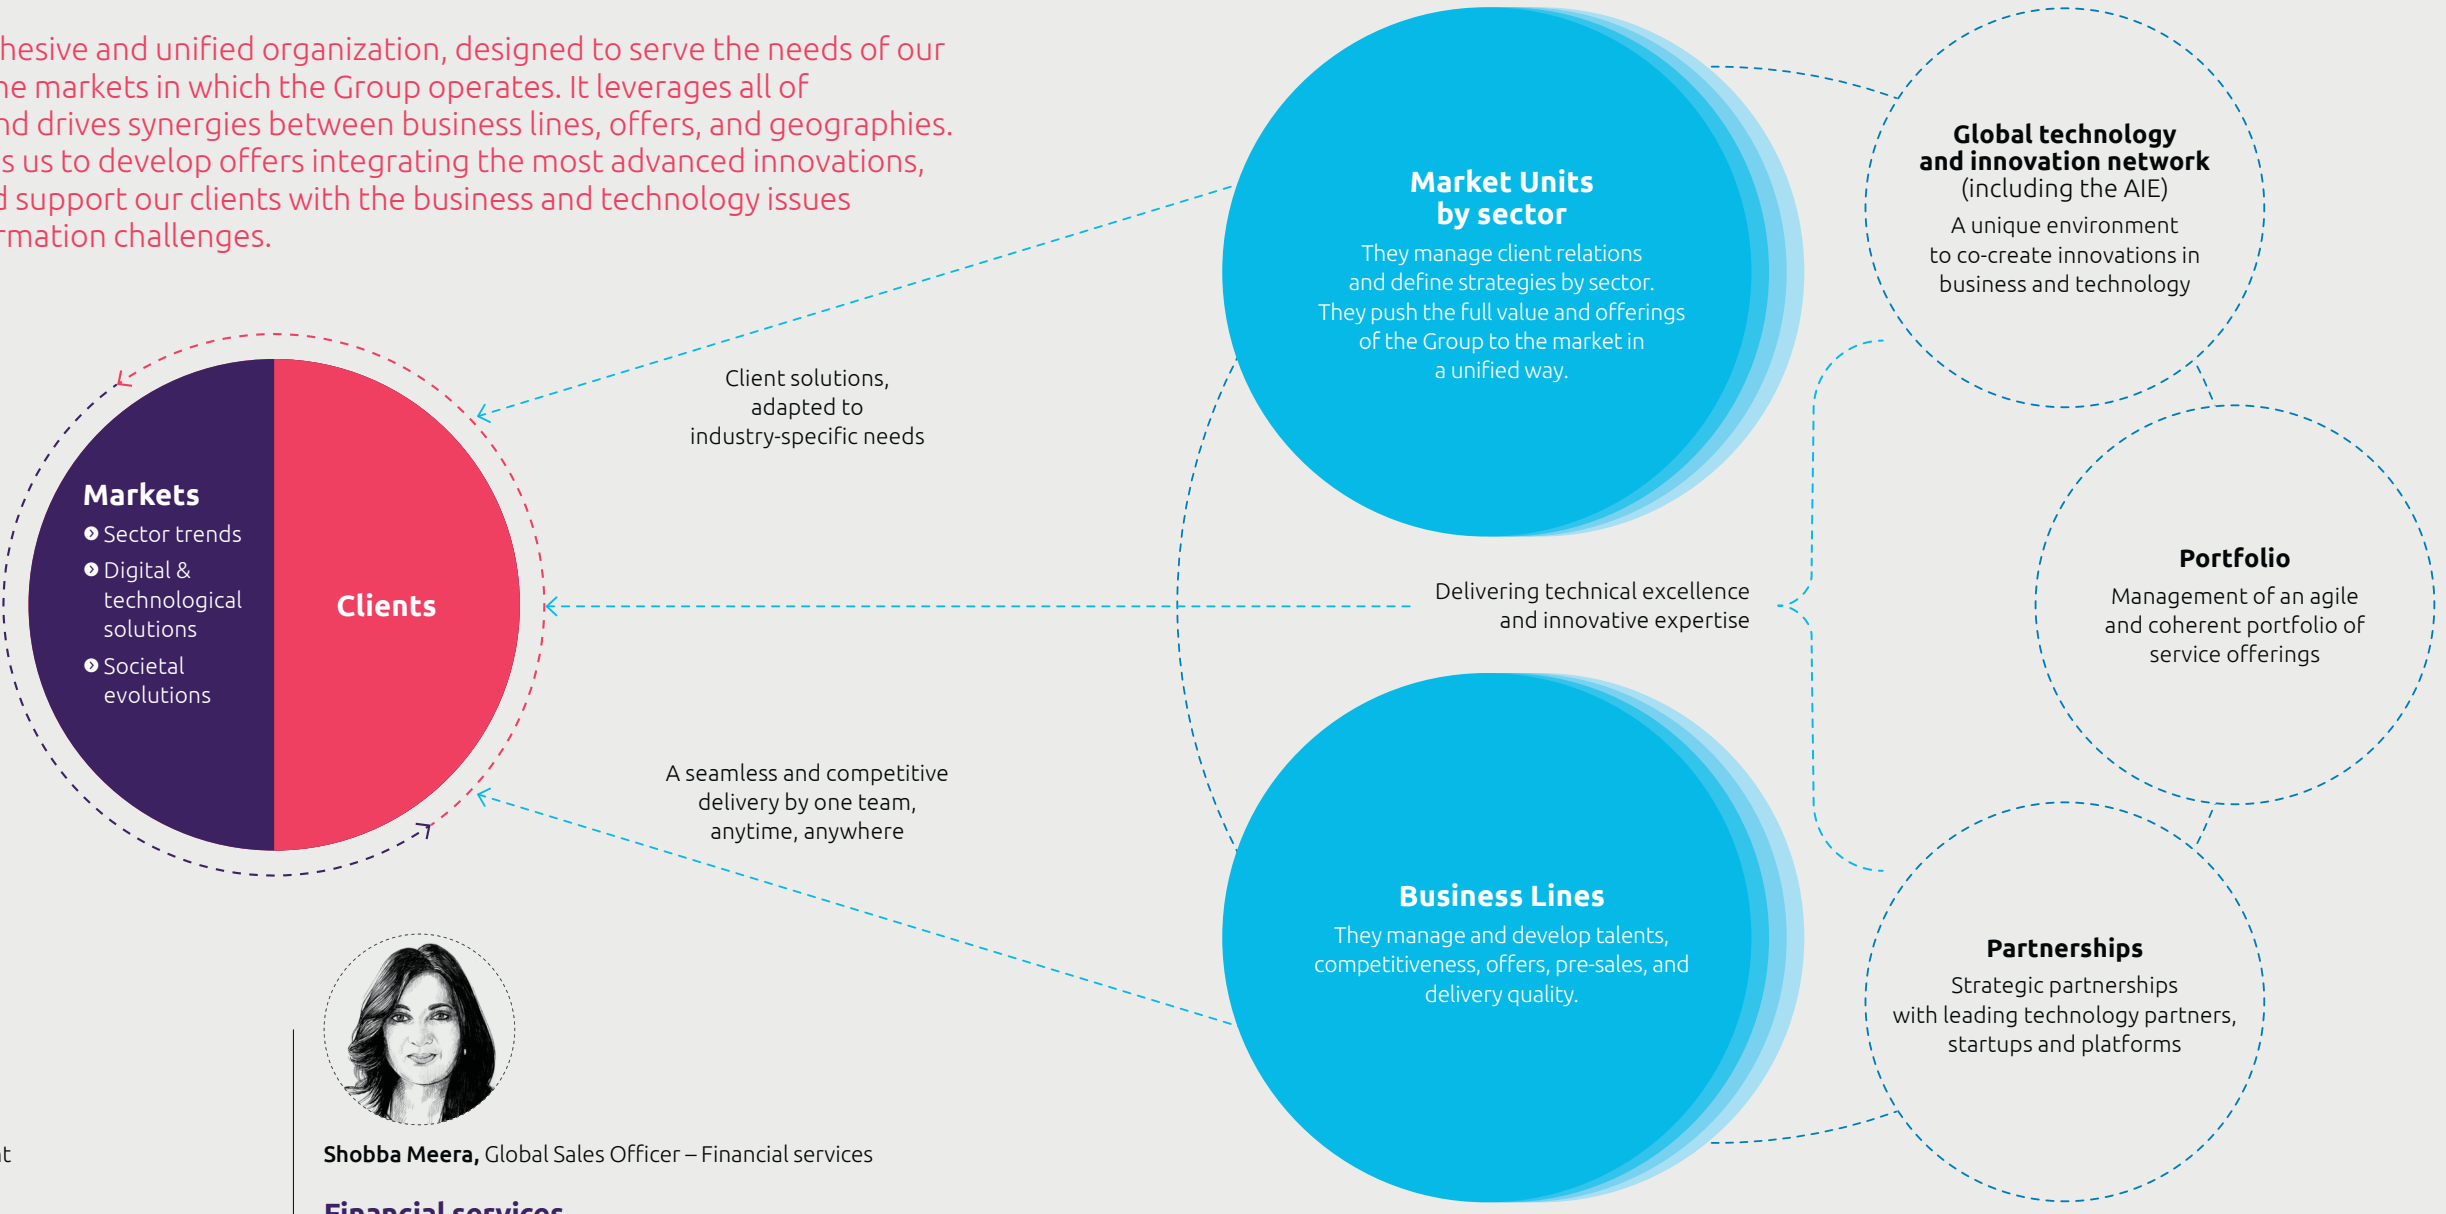 hesive and unified organization, designed to serve the needs of our
ne markets in which the Group operates. It leverages all of
nd drives synergies between business lines, offers, and geographies.
s us to develop offers integrating the most advanced innovations,
d support our clients with the business and technology issues
rmation challenges.
Markets
Sector trends
Digital &
technological
solutions
Societal
evolutions
Clients
Client solutions,
adapted to
industry-specific needs
A seamless and competitive
delivery by one team,
anytime, anywhere
Market Units
by sector
They manage client relations
and define strategies by sector.
They push the full value and offerings
of the Group to the market in
a unified way.
Delivering technical excellence
and innovative expertise
Business Lines
They manage and develop talents,
competitiveness, offers, pre-sales, and
delivery quality.
Global technology
and innovation network
(including the AIE)
A unique environment
to co-create innovations in
business and technology
Portfolio
Management of an agile
and coherent portfolio of
service offerings
Partnerships
Strategic partnerships
with leading technology partners,
startups and platforms
Shobba Meera, Global Sales Officer – Financial services
Financial services